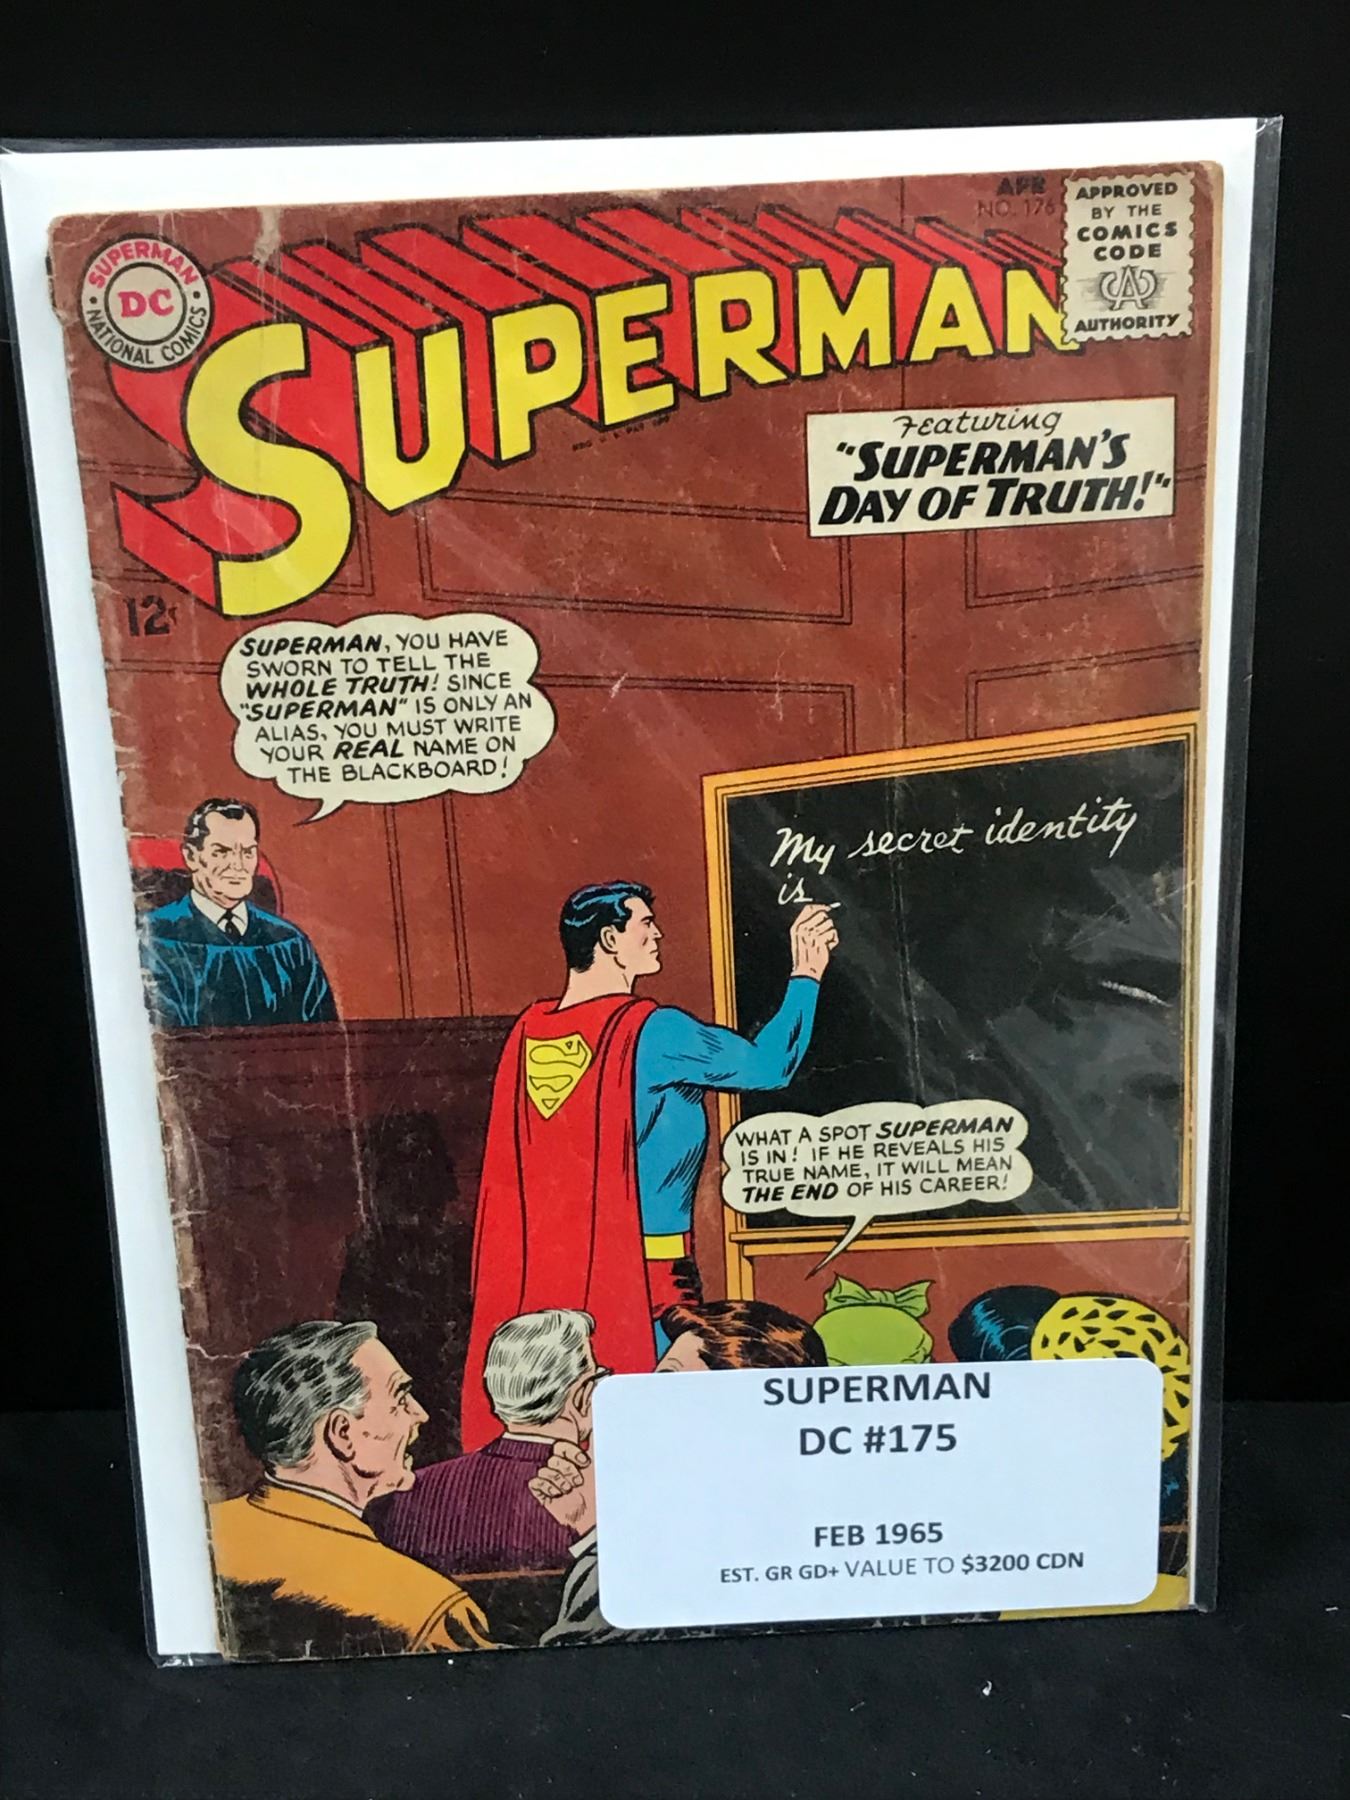 APR
NO. 176
APPROVED
BY THE
COMICS
CODE
AUTHORITY
SUPERMAN
DC
NATIONAL COMICS
SUPERMAN
Featuring
"SUPERMAN'S
DAY OF TRUTH!"
12¢
SUPERMAN, YOU HAVE
SWORN TO TELL THE
WHOLE TRUTH! SINCE
"SUPERMAN" IS ONLY AN
ALIAS, YOU MUST WRITE
YOUR REAL NAME ON
THE BLACKBOARD!
My secret identity
is
WHAT A SPOT SUPERMAN
IS IN! IF HE REVEALS HIS
TRUE NAME, IT WILL MEAN
THE END OF HIS CAREER!
SUPERMAN
DC #175
FEB 1965
EST. GR GD+ VALUE TO $3200 CDN